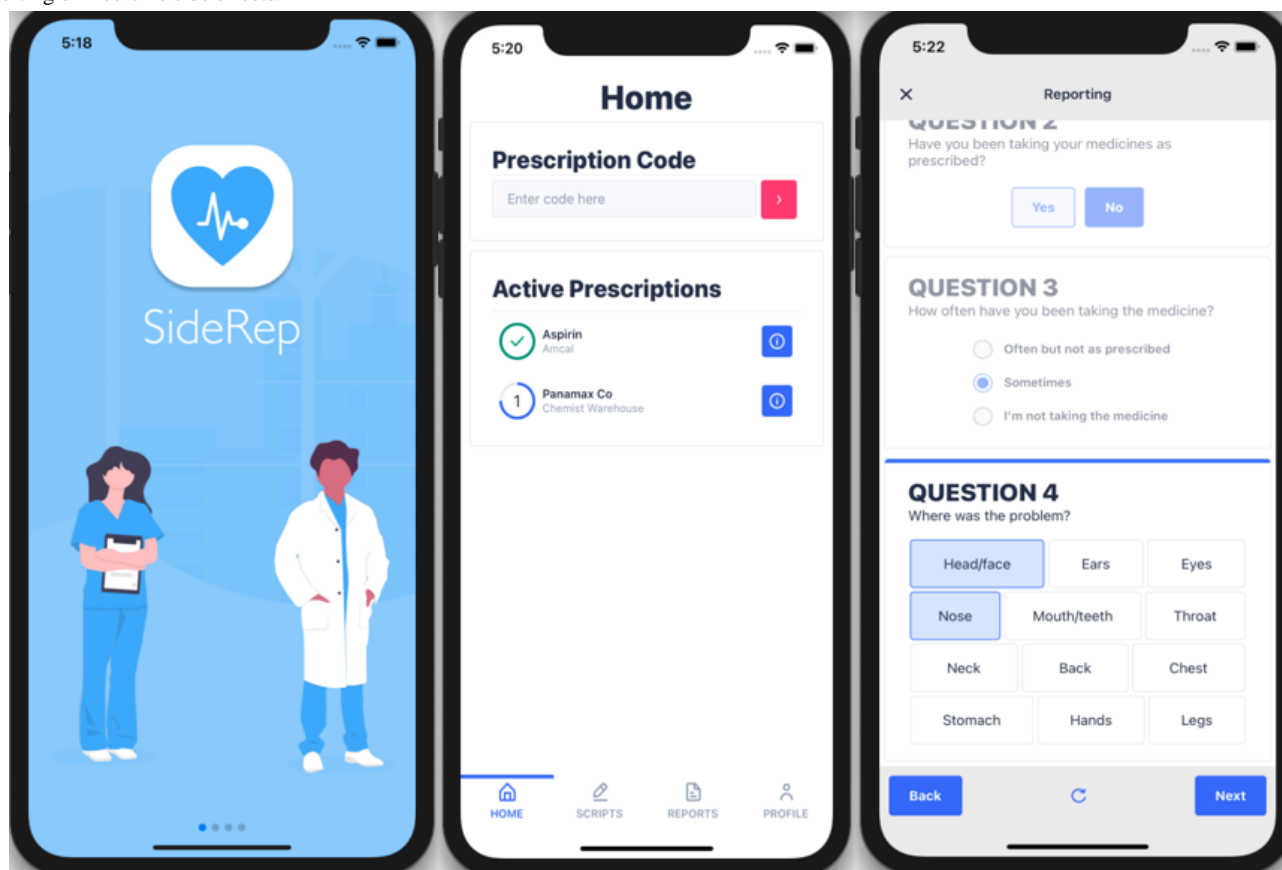 5:18
SideRep
5:20
Home
Prescription Code
Enter code here
Active Prescriptions
Aspirin
Amcal
1
Panamax Co
Chemist Warehouse
HOME SCRIPTS REPORTS PROFILE
5:22
Reporting
QUESTION 2
Have you been taking your medicines as
prescribed?
Yes No
QUESTION 3
How often have you been taking the medicine?
Often but not as prescribed
Sometimes
I'm not taking the medicine
QUESTION 4
Where was the problem?
Head/face Ears Eyes
Nose Mouth/teeth Throat
Neck Back Chest
Stomach Hands Legs
Back Next